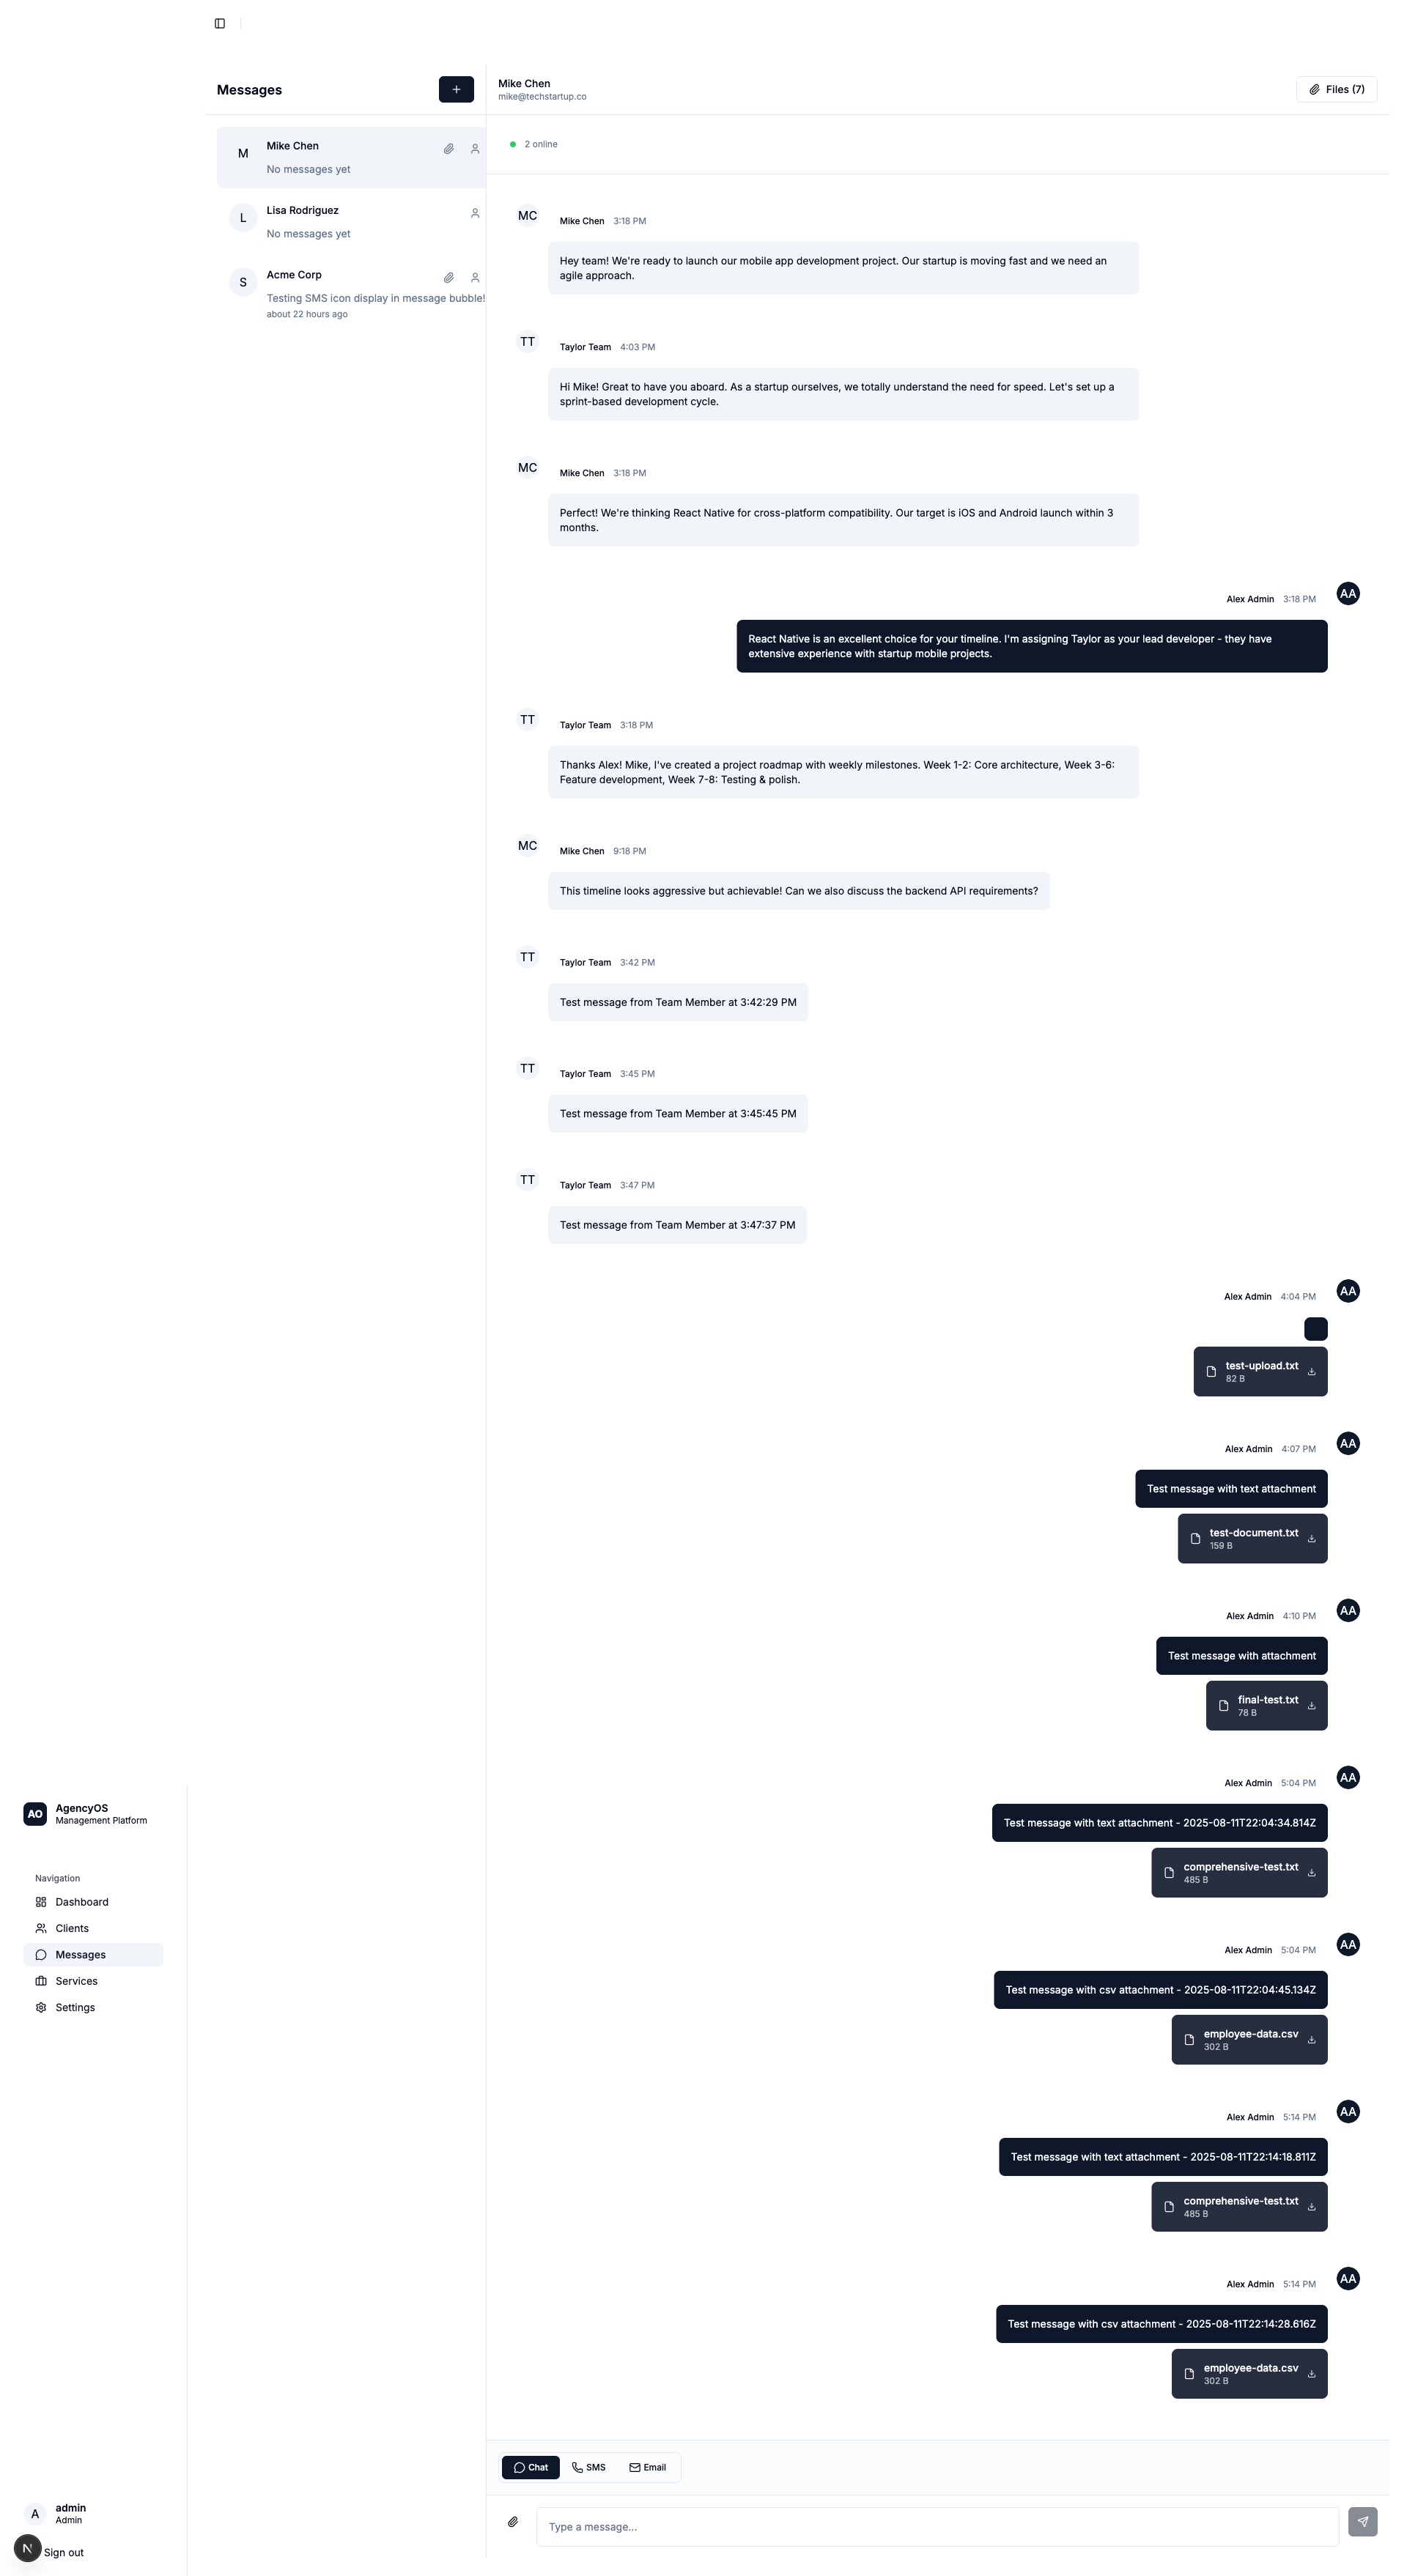 Messages
Mike Chen
mike@techstartup.co
Files (7)
M
Mike Chen
No messages yet
L
Lisa Rodriguez
No messages yet
S
Acme Corp
Testing SMS icon display in message bubble!
about 22 hours ago
2 online
MC
Mike Chen 3:18 PM
Hey team! We're ready to launch our mobile app development project. Our startup is moving fast and we need an
agile approach.
TT
Taylor Team 4:03 PM
Hi Mike! Great to have you aboard. As a startup ourselves, we totally understand the need for speed. Let's set up a
sprint-based development cycle.
MC
Mike Chen 3:18 PM
Perfect! We're thinking React Native for cross-platform compatibility. Our target is iOS and Android launch within 3
months.
Alex Admin 3:18 PM
AA
React Native is an excellent choice for your timeline. I'm assigning Taylor as your lead developer - they have
extensive experience with startup mobile projects.
TT
Taylor Team 3:18 PM
Thanks Alex! Mike, I've created a project roadmap with weekly milestones. Week 1-2: Core architecture, Week 3-6:
Feature development, Week 7-8: Testing & polish.
MC
Mike Chen 9:18 PM
This timeline looks aggressive but achievable! Can we also discuss the backend API requirements?
TT
Taylor Team 3:42 PM
Test message from Team Member at 3:42:29 PM
TT
Taylor Team 3:45 PM
Test message from Team Member at 3:45:45 PM
TT
Taylor Team 3:47 PM
Test message from Team Member at 3:47:37 PM
Alex Admin 4:04 PM
AA
test-upload.txt
82 B
Alex Admin 4:07 PM
AA
Test message with text attachment
test-document.txt
159 B
Alex Admin 4:10 PM
AA
Test message with attachment
final-test.txt
78 B
Alex Admin 5:04 PM
AA
Test message with text attachment - 2025-08-11T22:04:34.814Z
comprehensive-test.txt
485 B
Alex Admin 5:04 PM
AA
Test message with csv attachment - 2025-08-11T22:04:45.134Z
employee-data.csv
302 B
Alex Admin 5:14 PM
AA
Test message with text attachment - 2025-08-11T22:14:18.811Z
comprehensive-test.txt
485 B
Alex Admin 5:14 PM
AA
Test message with csv attachment - 2025-08-11T22:14:28.616Z
employee-data.csv
302 B
Chat
SMS
Email
Type a message...
AO
AgencyOS
Management Platform
Navigation
Dashboard
Clients
Messages
Services
Settings
A
admin
Admin
N
Sign out